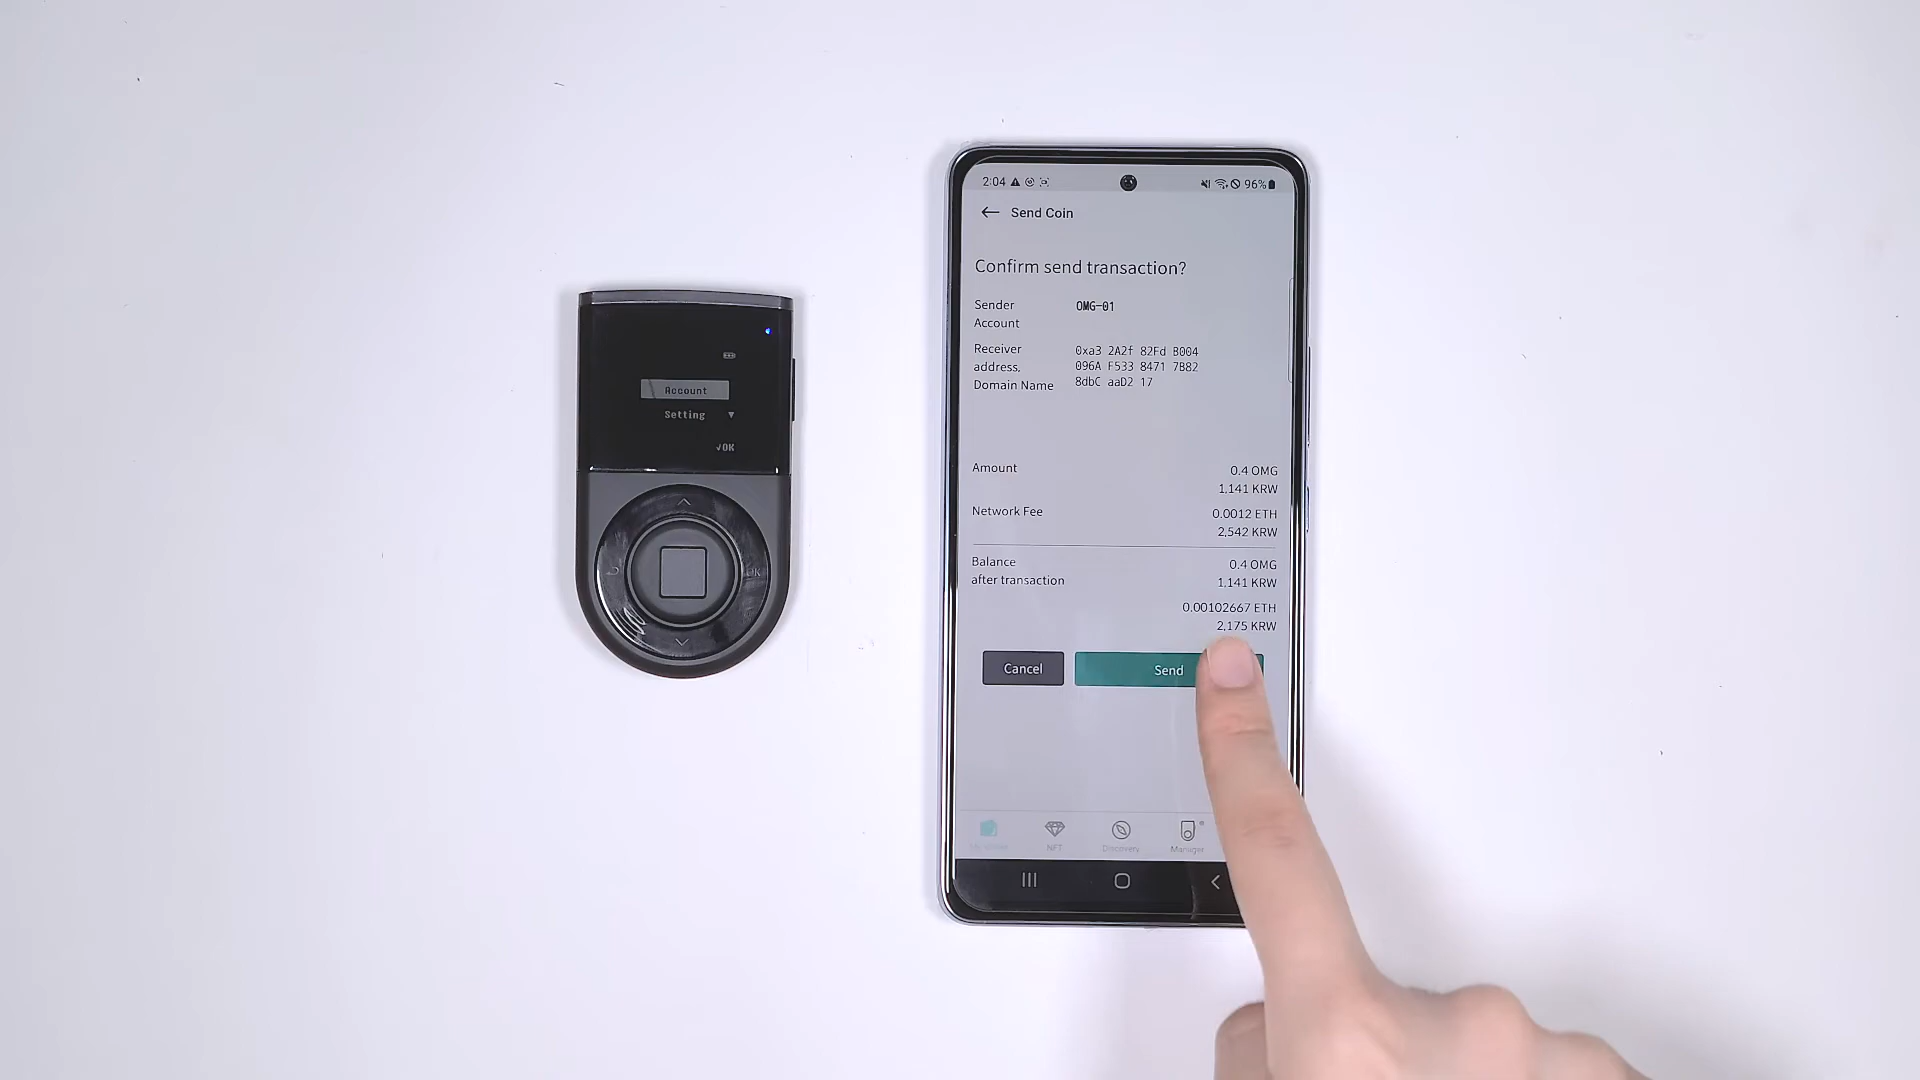 Account
Setting
√OK
OK
2:04
96%
Send Coin
Confirm send transaction?
Sender Account
OMG-01
Receiver address, Domain Name
0xa3 2A2f 82Fd B004
096A F533 8471 7B82
8dbC aaD2 17
Amount
0.4 OMG
1,141 KRW
Network Fee
0.0012 ETH
2,542 KRW
Balance
after transaction
0.4 OMG
1,141 KRW
0.00102667 ETH
2,175 KRW
Cancel
Send
NFT
Discovery
Manager